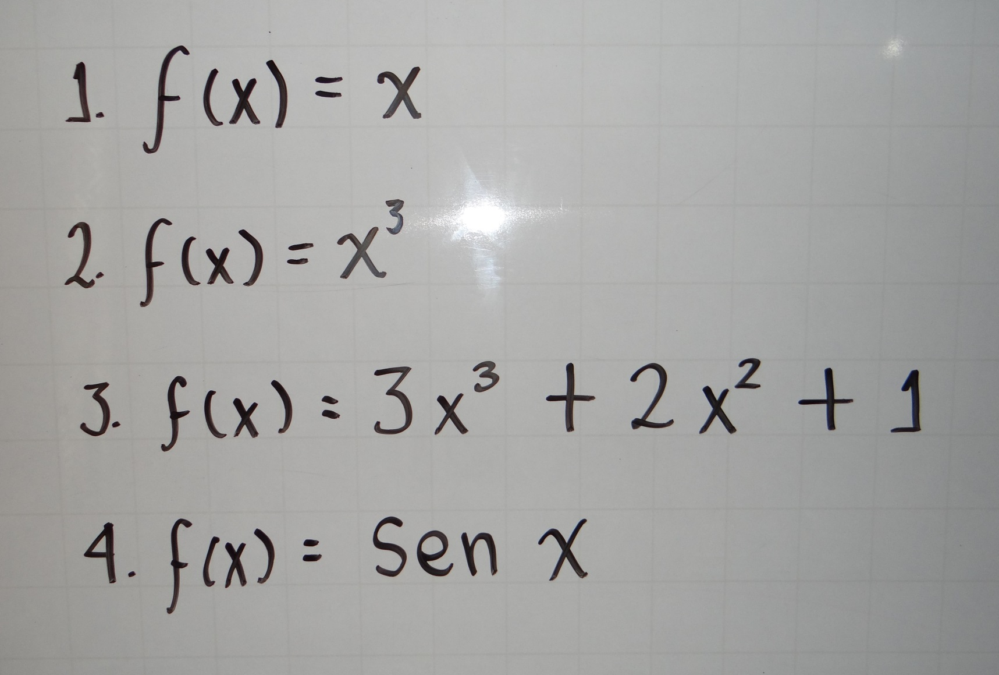 1. f(x) = x
2. f(x) = x³
3. f(x) = 3x³ + 2x² + 1
4. f(x) = Sen x